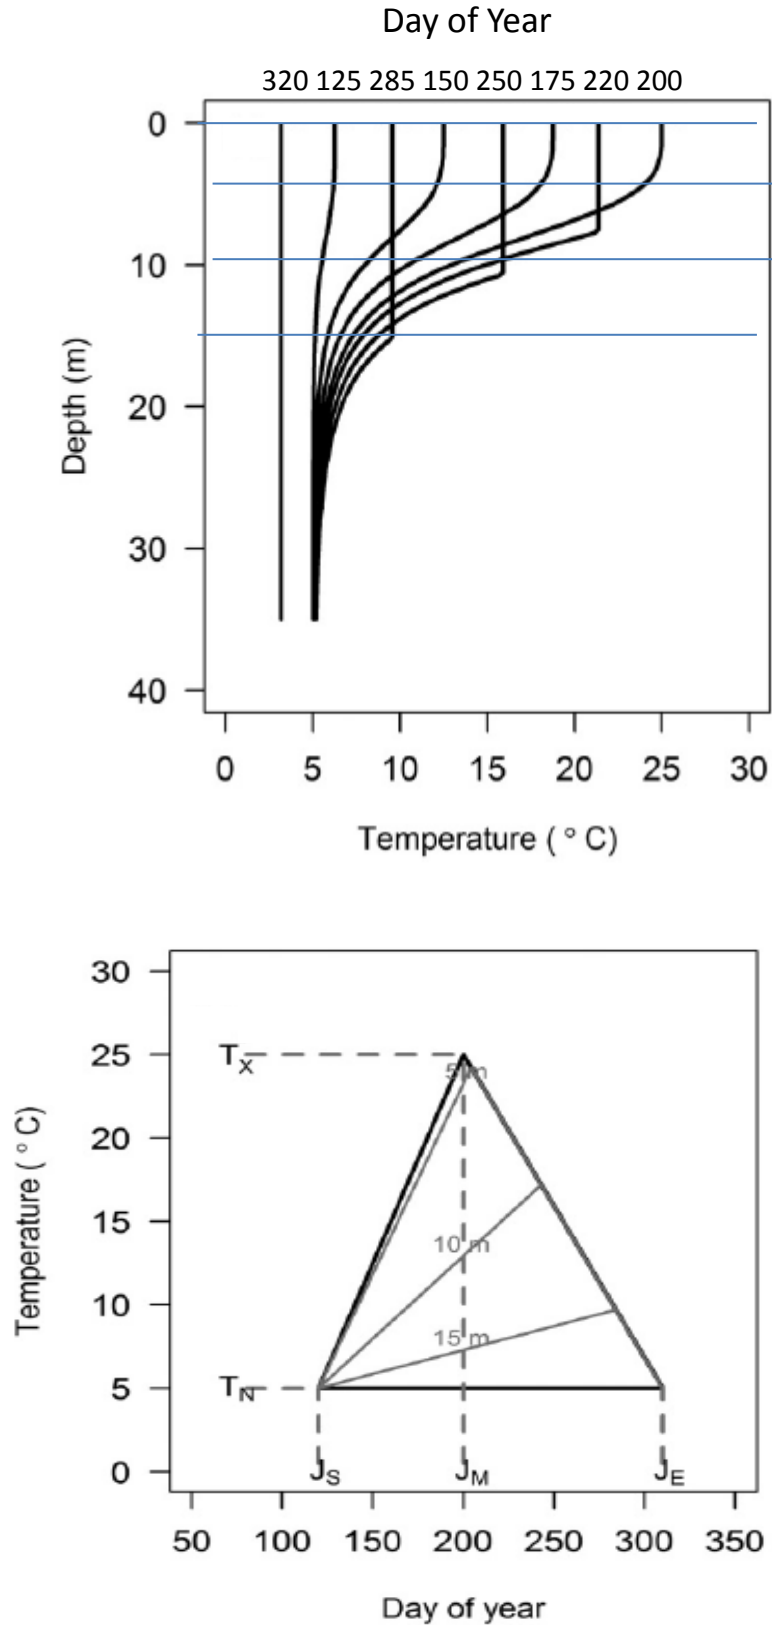 Day of Year
320 125 285 150 250 175 220 200
0
10
20
30
40
Depth (m)
0 5 10 15 20 25 30
Temperature ( ° C)
30
25
20
15
10
5
0
Temperature ( ° C)
TX
5 m
10 m
15 m
TN
JS JM JE
50 100 150 200 250 300 350
Day of year